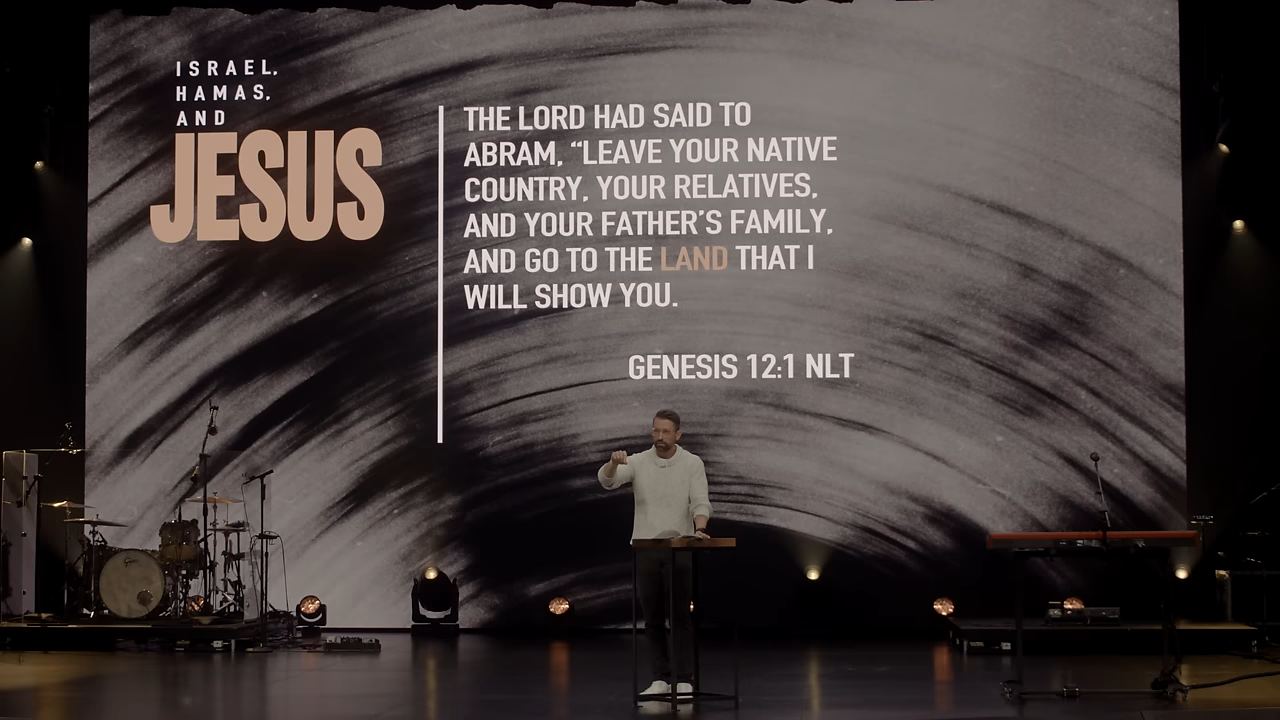 ISRAEL,
HAMAS,
AND
JESUS
THE LORD HAD SAID TO
ABRAM, “LEAVE YOUR NATIVE
COUNTRY, YOUR RELATIVES,
AND YOUR FATHER’S FAMILY,
AND GO TO THE LAND THAT I
WILL SHOW YOU.
GENESIS 12:1 NLT